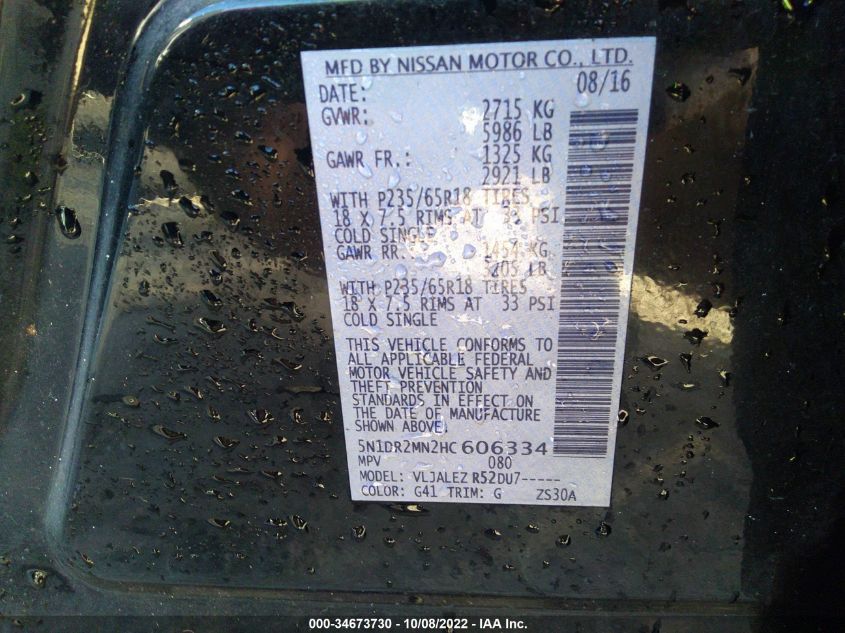 MFD BY NISSAN MOTOR CO., LTD.
DATE: 08/16
GVWR: 2715 KG
5986 LB
GAWR FR.: 1325 KG
2921 LB
WITH P235/65R18 TIRES
18 X 7.5 RIMS AT 33 PSI
COLD SINGLE
GAWR RR.: 1454 KG
3205 LB
WITH P235/65R18 TIRES
18 X 7.5 RIMS AT 33 PSI
COLD SINGLE
THIS VEHICLE CONFORMS TO
ALL APPLICABLE FEDERAL
MOTOR VEHICLE SAFETY AND
THEFT PREVENTION
STANDARDS IN EFFECT ON
THE DATE OF MANUFACTURE
SHOWN ABOVE.
5N1DR2MN2HC606334
MPV 080
MODEL: VLJALEZ R52DU7-----
COLOR: G41 TRIM: G ZS30A
000-34673730 - 10/08/2022 - IAA Inc.